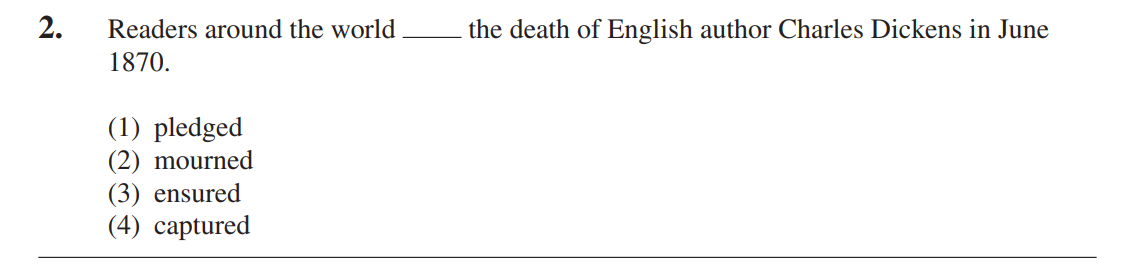 2. Readers around the world ____ the death of English author Charles Dickens in June
1870.
(1) pledged
(2) mourned
(3) ensured
(4) captured